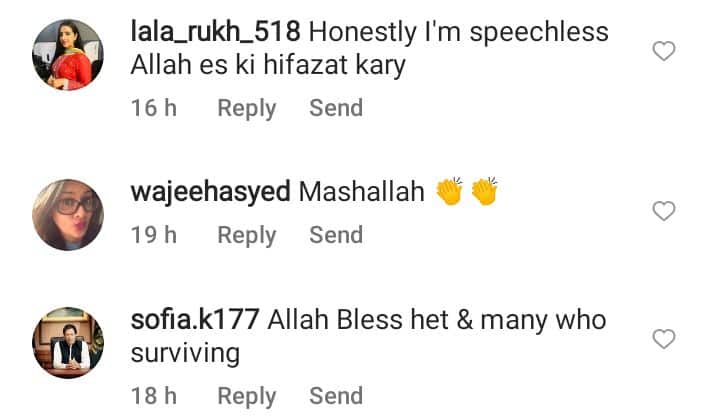 lala_rukh_518 Honestly I'm speechless
Allah es ki hifazat kary
16 h Reply Send
wajeehasyed Mashallah 👏 👏
19 h Reply Send
sofia.k177 Allah Bless het & many who
surviving
18 h Reply Send